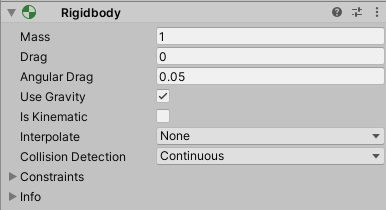 Rigidbody
Mass 1
Drag 0
Angular Drag 0.05
Use Gravity
Is Kinematic
Interpolate None
Collision Detection Continuous
Constraints
Info